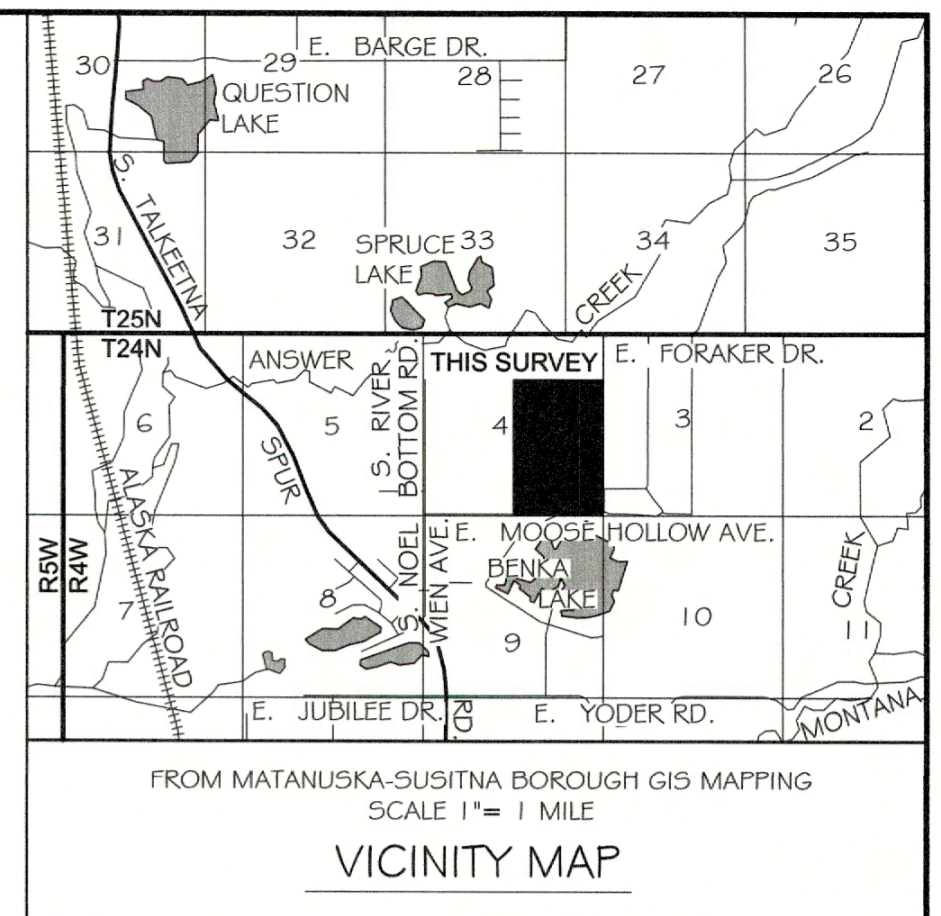 E. BARGE DR.
30
29
28
27
26
QUESTION
LAKE
S. TALKEETNA
31
32
SPRUCE
LAKE
33
34
35
CREEK
T25N
T24N
ANSWER
S. RIVER
BOTTOM RD.
THIS SURVEY
E. FORAKER DR.
6
5
4
3
2
SPUR
ALASKA RAILROAD
E. MOOSE HOLLOW AVE.
R5W
R4W
S. NOEL
WIEN AVE.
BENKA
LAKE
CREEK
7
8
9
10
11
E. JUBILEE DR.
RD.
E. YODER RD.
MONTANA
FROM MATANUSKA-SUSITNA BOROUGH GIS MAPPING
SCALE 1"= 1 MILE
VICINITY MAP